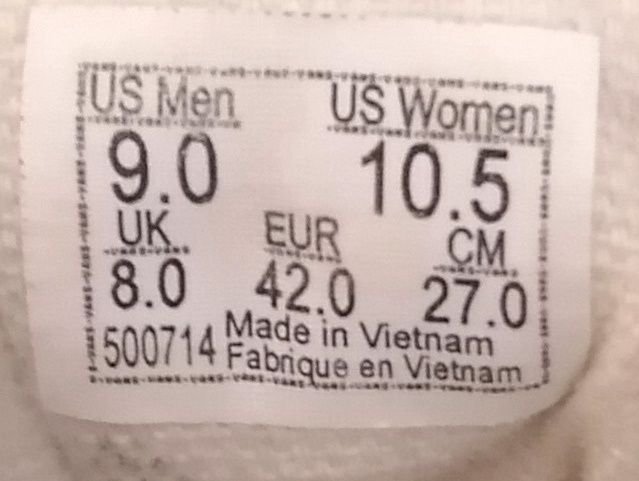 US Men US Women
9.0 10.5
UK EUR CM
8.0 42.0 27.0
500714 Made in Vietnam
Fabrique en Vietnam